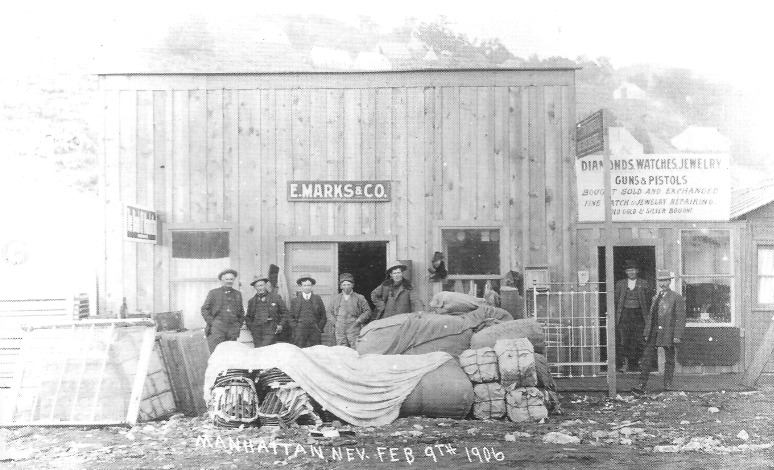 E. MARKS & CO.
DIAMONDS, WATCHES, JEWELRY
GUNS & PISTOLS
BOUGHT SOLD AND EXCHANGED
FINE WATCH & JEWELRY REPAIRING
OLD GOLD & SILVER BOUGHT
MANHATTAN NEV. FEB 9TH 1906